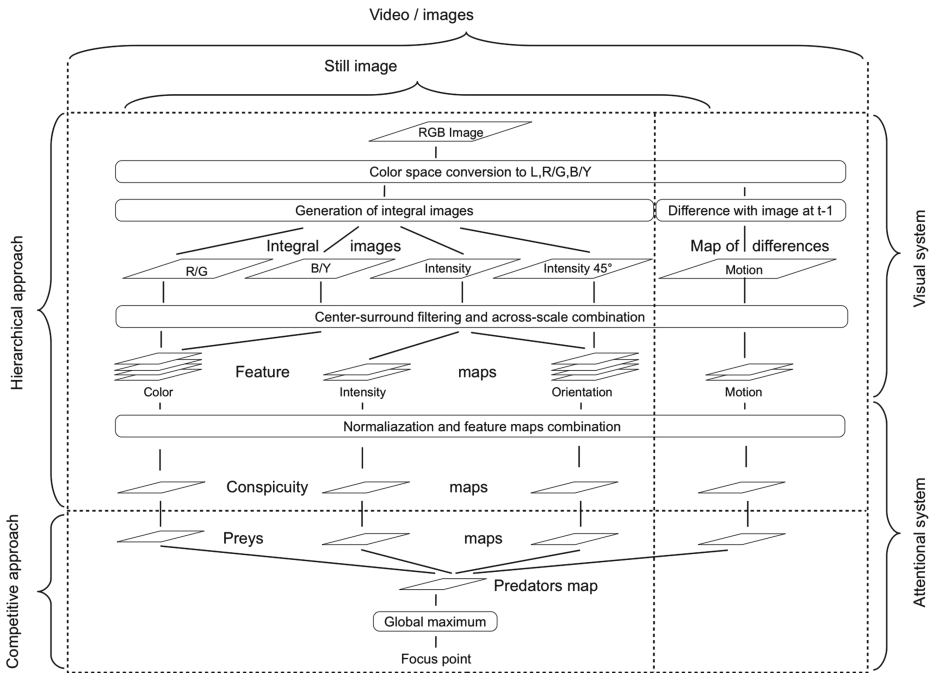 Video / images
Still image
RGB Image
Color space conversion to L,R/G,B/Y
Generation of integral images
Difference with image at t-1
Integral images
Map of differences
R/G
B/Y
Intensity
Intensity 45°
Motion
Center-surround filtering and across-scale combination
Feature maps
Color
Intensity
Orientation
Motion
Normaliazation and feature maps combination
Conspicuity maps
Preys maps
Predators map
Global maximum
Focus point
Hierarchical approach
Competitive approach
Visual system
Attentional system